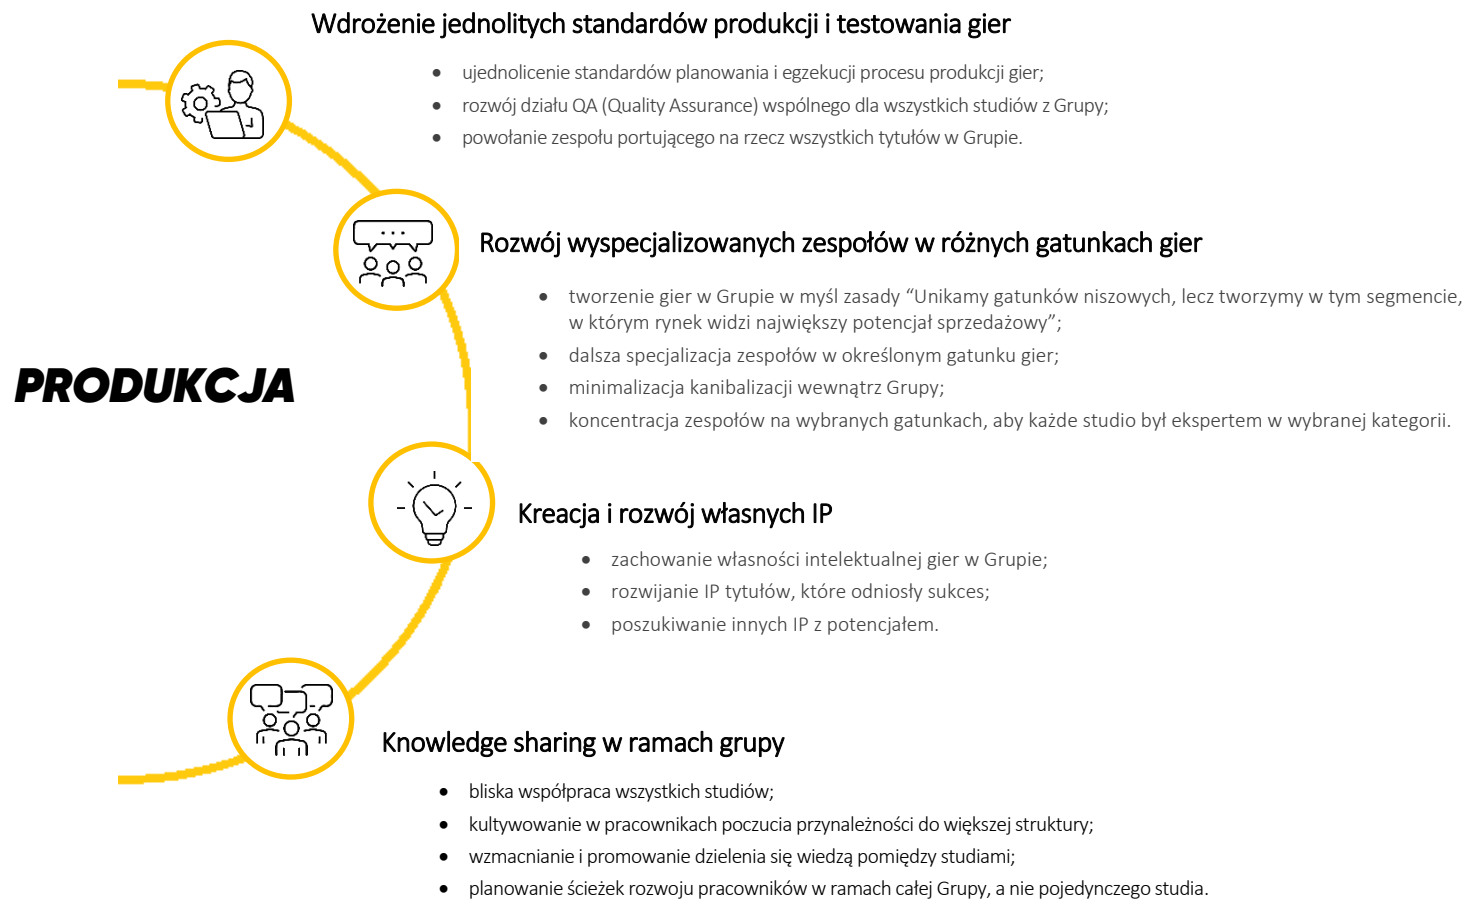 Wdrożenie jednolitych standardów produkcji i testowania gier
• ujednolicenie standardów planowania i egzekucji procesu produkcji gier;
• rozwój działu QA (Quality Assurance) wspólnego dla wszystkich studiów z Grupy;
• powołanie zespołu portującego na rzecz wszystkich tytułów w Grupie.
Rozwój wyspecjalizowanych zespołów w różnych gatunkach gier
• tworzenie gier w Grupie w myśl zasady “Unikamy gatunków niszowych, lecz tworzymy w tym segmencie,
w którym rynek widzi największy potencjał sprzedażowy”;
• dalsza specjalizacja zespołów w określonym gatunku gier;
• minimalizacja kanibalizacji wewnątrz Grupy;
• koncentracja zespołów na wybranych gatunkach, aby każde studio był ekspertem w wybranej kategorii.
PRODUKCJA
Kreacja i rozwój własnych IP
• zachowanie własności intelektualnej gier w Grupie;
• rozwijanie IP tytułów, które odniosły sukces;
• poszukiwanie innych IP z potencjałem.
Knowledge sharing w ramach grupy
• bliska współpraca wszystkich studiów;
• kultywowanie w pracownikach poczucia przynależności do większej struktury;
• wzmacnianie i promowanie dzielenia się wiedzą pomiędzy studiami;
• planowanie ścieżek rozwoju pracowników w ramach całej Grupy, a nie pojedynczego studia.